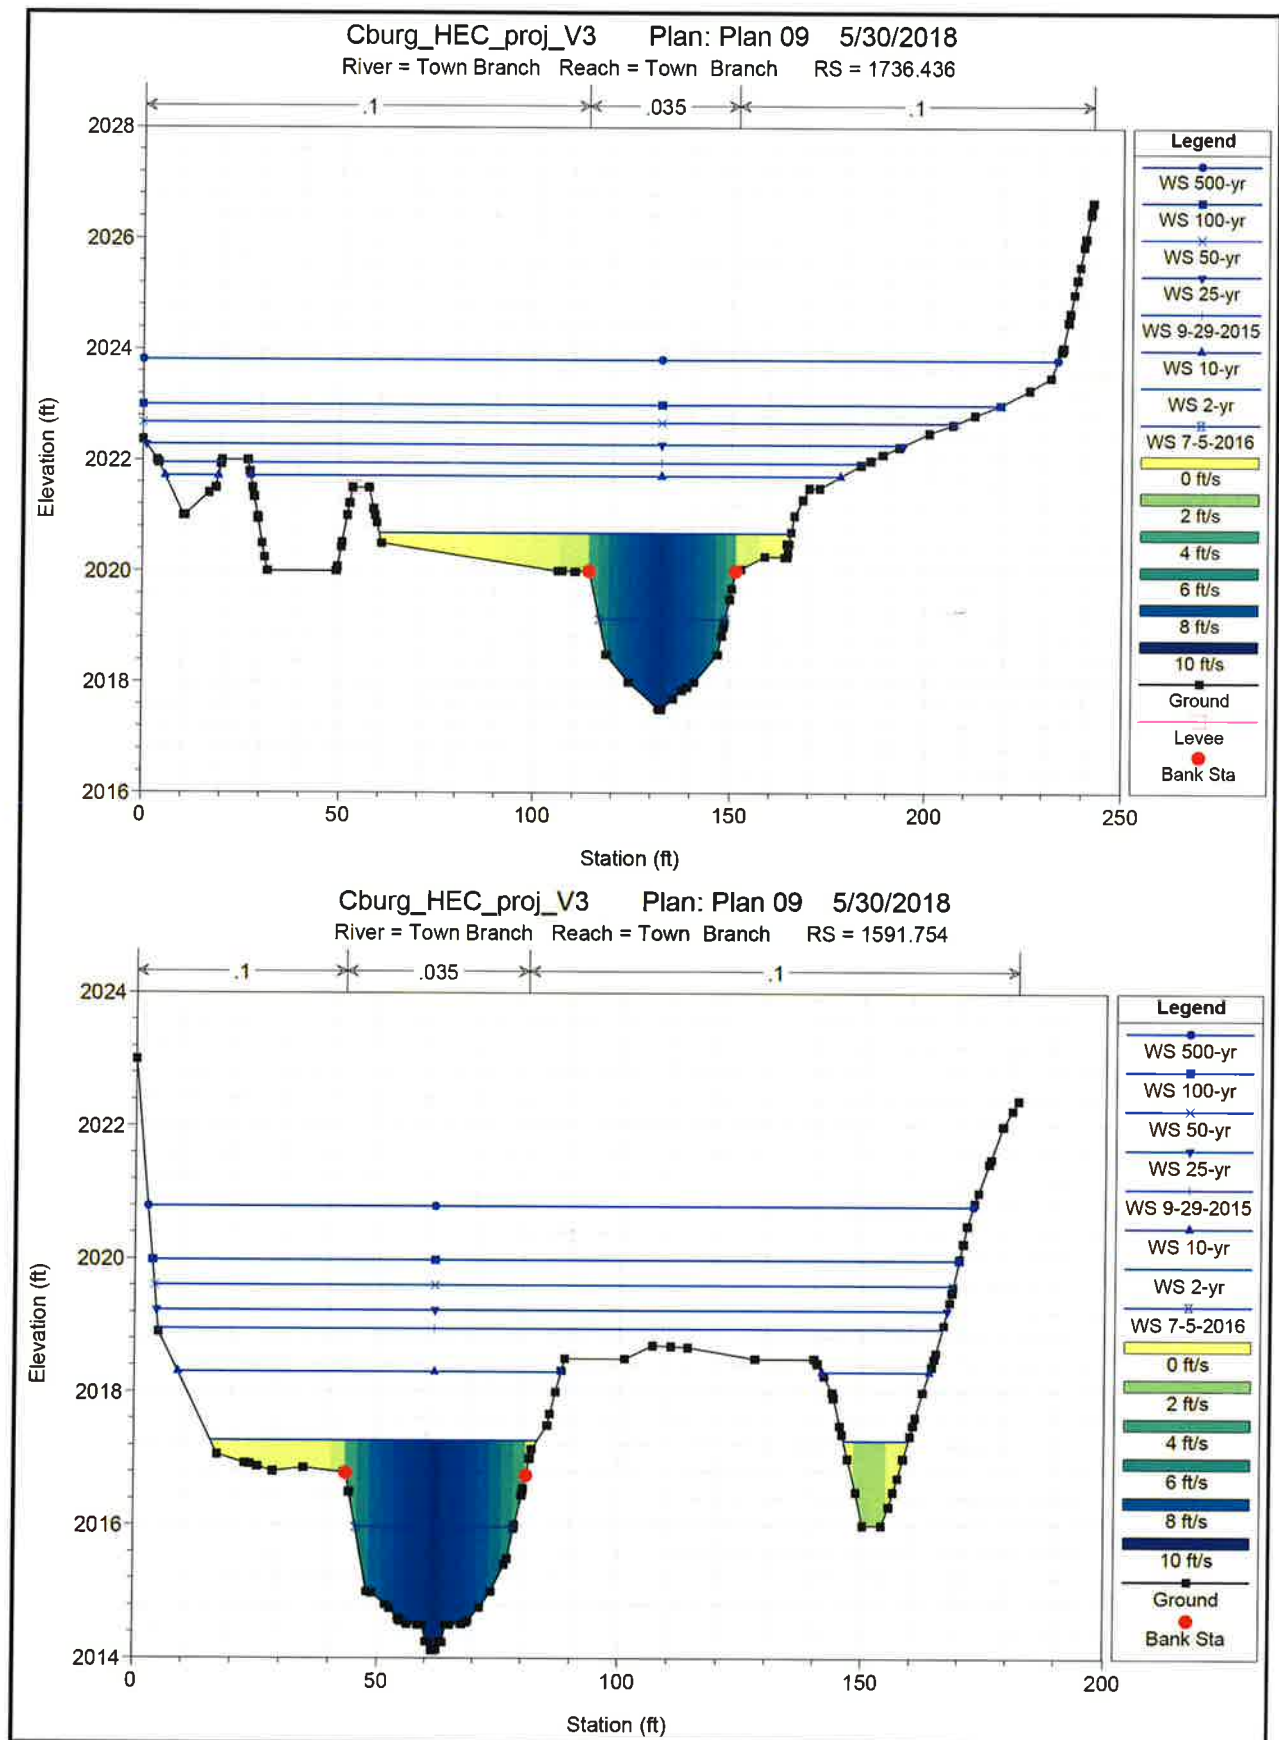 Cburg_HEC_proj_V3 Plan: Plan 09 5/30/2018
River = Town Branch Reach = Town Branch RS = 1736.436
.1 .035 .1
2028
2026
2024
2022
2020
2018
2016
Elevation (ft)
0 50 100 150 200 250
Station (ft)
Legend
WS 500-yr
WS 100-yr
WS 50-yr
WS 25-yr
WS 9-29-2015
WS 10-yr
WS 2-yr
WS 7-5-2016
0 ft/s
2 ft/s
4 ft/s
6 ft/s
8 ft/s
10 ft/s
Ground
Levee
Bank Sta
Cburg_HEC_proj_V3 Plan: Plan 09 5/30/2018
River = Town Branch Reach = Town Branch RS = 1591.754
.1 .035 .1
2024
2022
2020
2018
2016
2014
Elevation (ft)
0 50 100 150 200
Station (ft)
Legend
WS 500-yr
WS 100-yr
WS 50-yr
WS 25-yr
WS 9-29-2015
WS 10-yr
WS 2-yr
WS 7-5-2016
0 ft/s
2 ft/s
4 ft/s
6 ft/s
8 ft/s
10 ft/s
Ground
Bank Sta